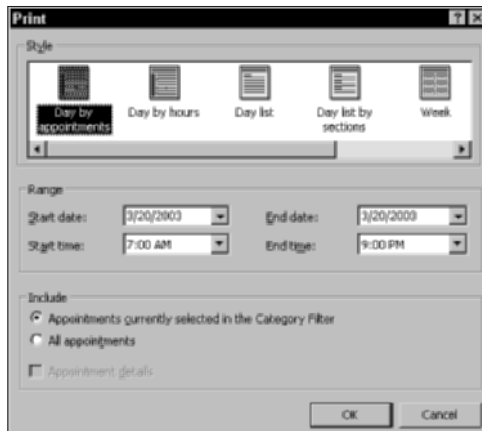 Print
Style
Day by appointments
Day by hours
Day list
Day list by sections
Week
Range
Start date: 3/20/2003 End date: 3/20/2003
Start time: 7:00 AM End time: 9:00 PM
Include
Appointments currently selected in the Category Filter
All appointments
Appointment details
OK Cancel